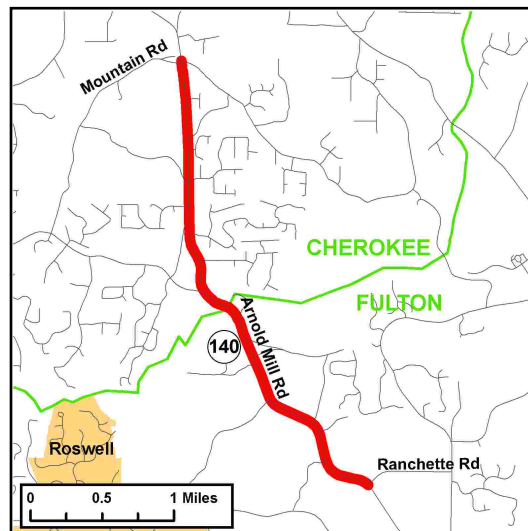 Mountain Rd
CHEROKEE
FULTON
140
Arnold Mill Rd
Roswell
Ranchette Rd
0 0.5 1 Miles